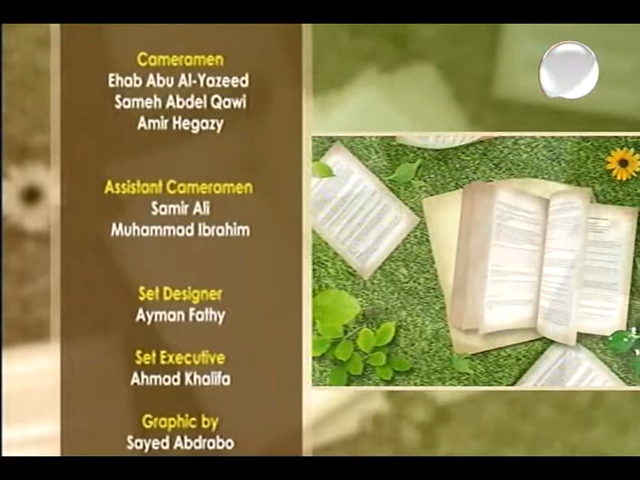 Cameramen
Ehab Abu Al-Yazeed
Sameh Abdel Qawi
Amir Hegazy
Assistant Cameramen
Samir Ali
Muhammad Ibrahim
Set Designer
Ayman Fathy
Set Executive
Ahmad Khalifa
Graphic by
Sayed Abdrabo